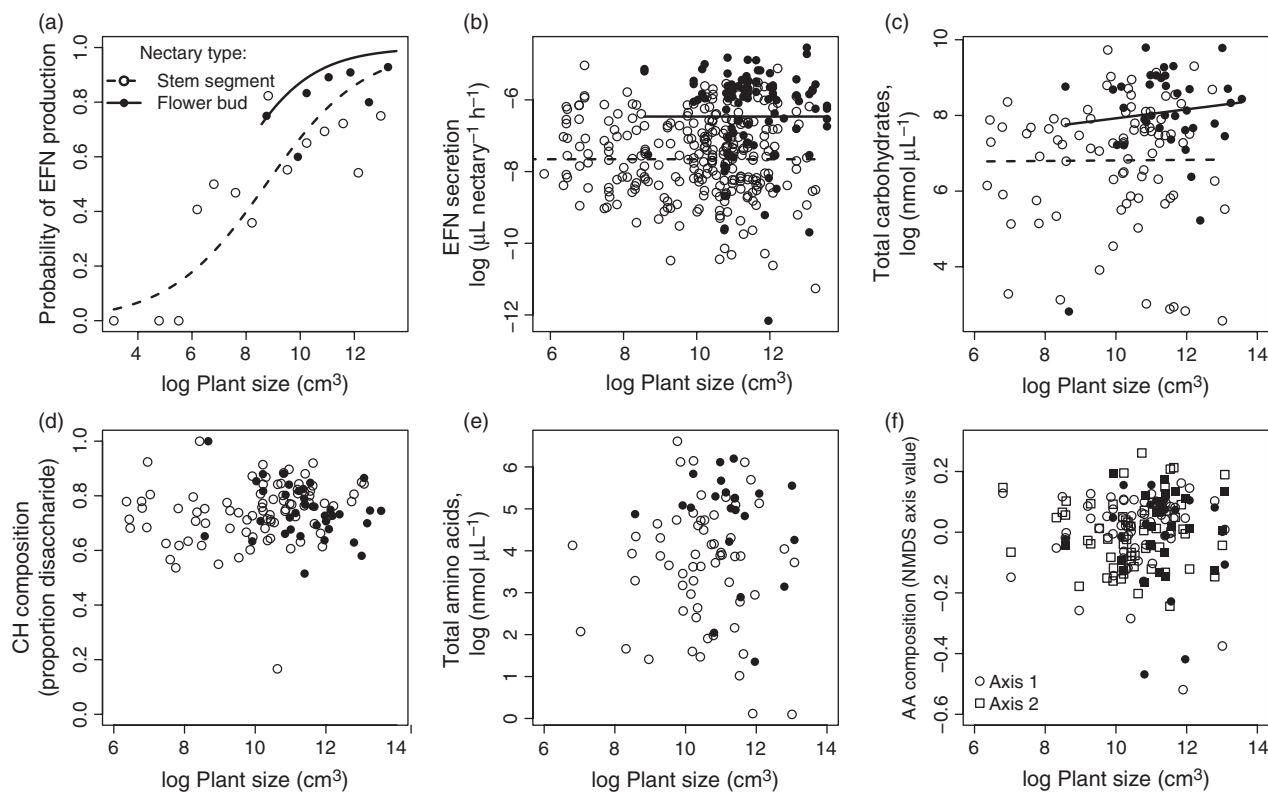 (a)
Probability of EFN production
0.0 0.2 0.4 0.6 0.8 1.0
Nectary type:
Stem segment
Flower bud
4 6 8 10 12
log Plant size (cm³)
(b)
EFN secretion
log (μL nectary⁻¹ h⁻¹)
−12 −10 −8 −6
6 8 10 12
log Plant size (cm³)
(c)
Total carbohydrates,
log (nmol μL⁻¹)
4 6 8 10
6 8 10 12 14
log Plant size (cm³)
(d)
CH composition
(proportion disaccharide)
0.0 0.2 0.4 0.6 0.8 1.0
6 8 10 12 14
log Plant size (cm³)
(e)
Total amino acids,
log (nmol μL⁻¹)
0 1 2 3 4 5 6
6 8 10 12
log Plant size (cm³)
(f)
AA composition (NMDS axis value)
−0.6 −0.4 −0.2 0.0 0.2
Axis 1
Axis 2
6 8 10 12 14
log Plant size (cm³)